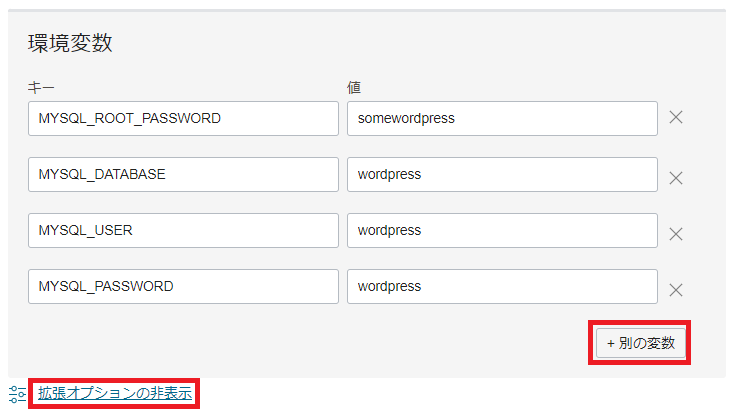 環境変数
キー 値
MYSQL_ROOT_PASSWORD somewordpress
MYSQL_DATABASE wordpress
MYSQL_USER wordpress
MYSQL_PASSWORD wordpress
+ 別の変数
拡張オプションの非表示